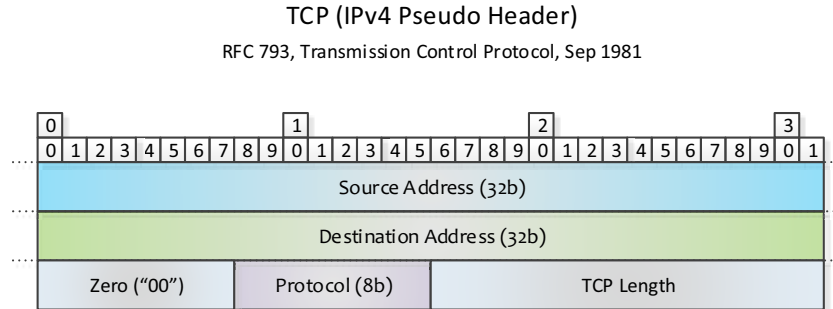 TCP (IPv4 Pseudo Header)
RFC 793, Transmission Control Protocol, Sep 1981
0 1 2 3
0 1 2 3 4 5 6 7 8 9 0 1 2 3 4 5 6 7 8 9 0 1 2 3 4 5 6 7 8 9 0 1
Source Address (32b)
Destination Address (32b)
Zero (“00”) Protocol (8b) TCP Length